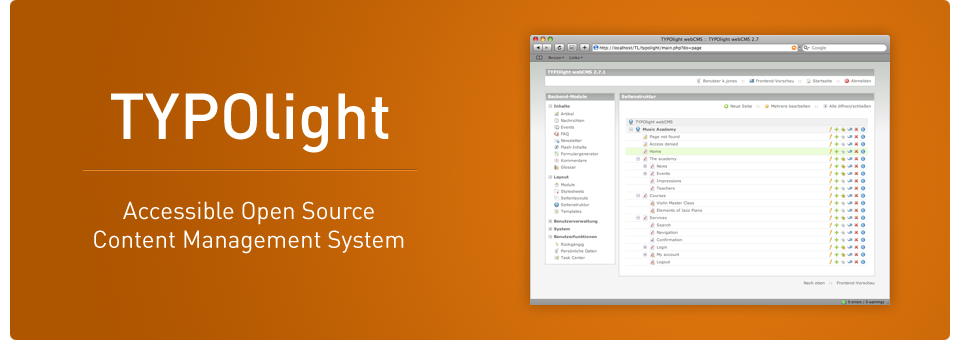 TYPOlight
Accessible Open Source
Content Management System
TYPOlight webCMS :: TYPOlight webCMS 2.7
http://localhost/TL/typolight/main.php?do=page
Google
Links
TYPOlight webCMS 2.7.1
Benutzer k.jones :: Frontend-Vorschau :: Startseite :: Abmelden
Backend-Module
Inhalte
Artikel
Nachrichten
Events
FAQ
Newsletter
Flash-Inhalte
Formulargenerator
Kommentare
Glossar
Layout
Module
Stylesheets
Seitenlayouts
Seitenstruktur
Templates
Benutzerverwaltung
System
Benutzerfunktionen
Rückgängig
Persönliche Daten
Task Center
Seitenstruktur
Neue Seite :: Mehrere bearbeiten :: Alle öffnen/schließen
TYPOlight webCMS
Music Academy
Page not found
Access denied
Home
The academy
News
Events
Impressions
Teachers
Courses
Violin Master Class
Elements of Jazz Piano
Services
Search
Navigation
Confirmation
Login
My account
Logout
Nach oben :: Frontend-Vorschau
0 errors / 0 warnings